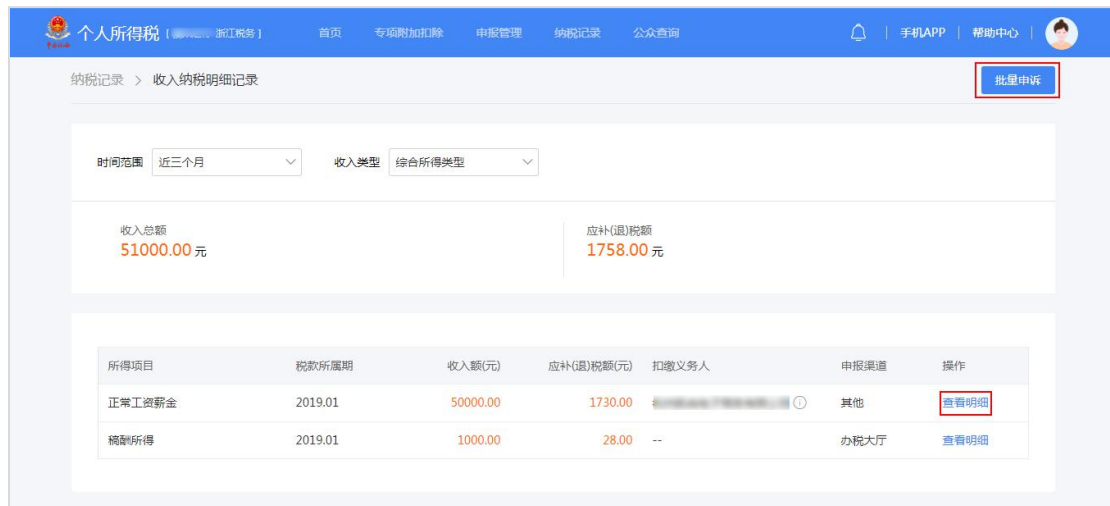 个人所得税 [ 浙江税务 ] 首页 专项附加扣除 申报管理 纳税记录 公众查询 | 手机APP | 帮助中心 |
纳税记录 > 收入纳税明细记录 批量申诉
时间范围 近三个月 收入类型 综合所得类型
收入总额 应补(退)税额
51000.00 元 1758.00 元
所得项目 税款所属期 收入额(元) 应补(退)税额(元) 扣缴义务人 申报渠道 操作
正常工资薪金 2019.01 50000.00 1730.00 其他 查看明细
稿酬所得 2019.01 1000.00 28.00 -- 办税大厅 查看明细